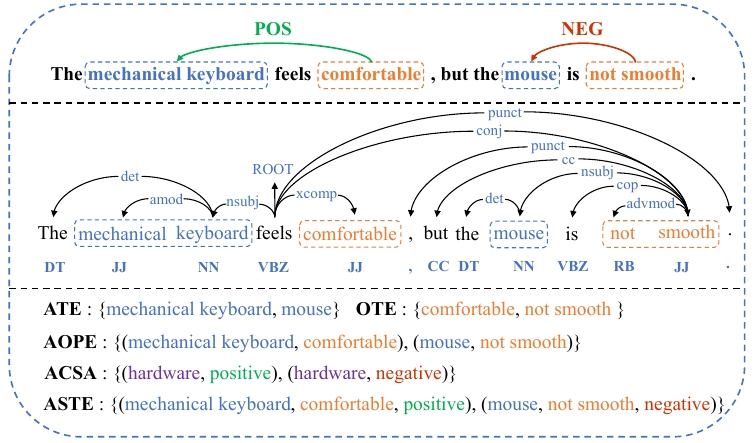 POS NEG
The mechanical keyboard feels comfortable , but the mouse is not smooth .
punct
conj
punct
cc
nsubj
ROOT
det
cop
amod nsubj xcomp det advmod
The mechanical keyboard feels comfortable , but the mouse is not smooth .
DT JJ NN VBZ JJ , CC DT NN VBZ RB JJ .
ATE : {mechanical keyboard, mouse} OTE : {comfortable, not smooth }
AOPE : {(mechanical keyboard, comfortable), (mouse, not smooth)}
ACSA : {(hardware, positive), (hardware, negative)}
ASTE : {(mechanical keyboard, comfortable, positive), (mouse, not smooth, negative)}